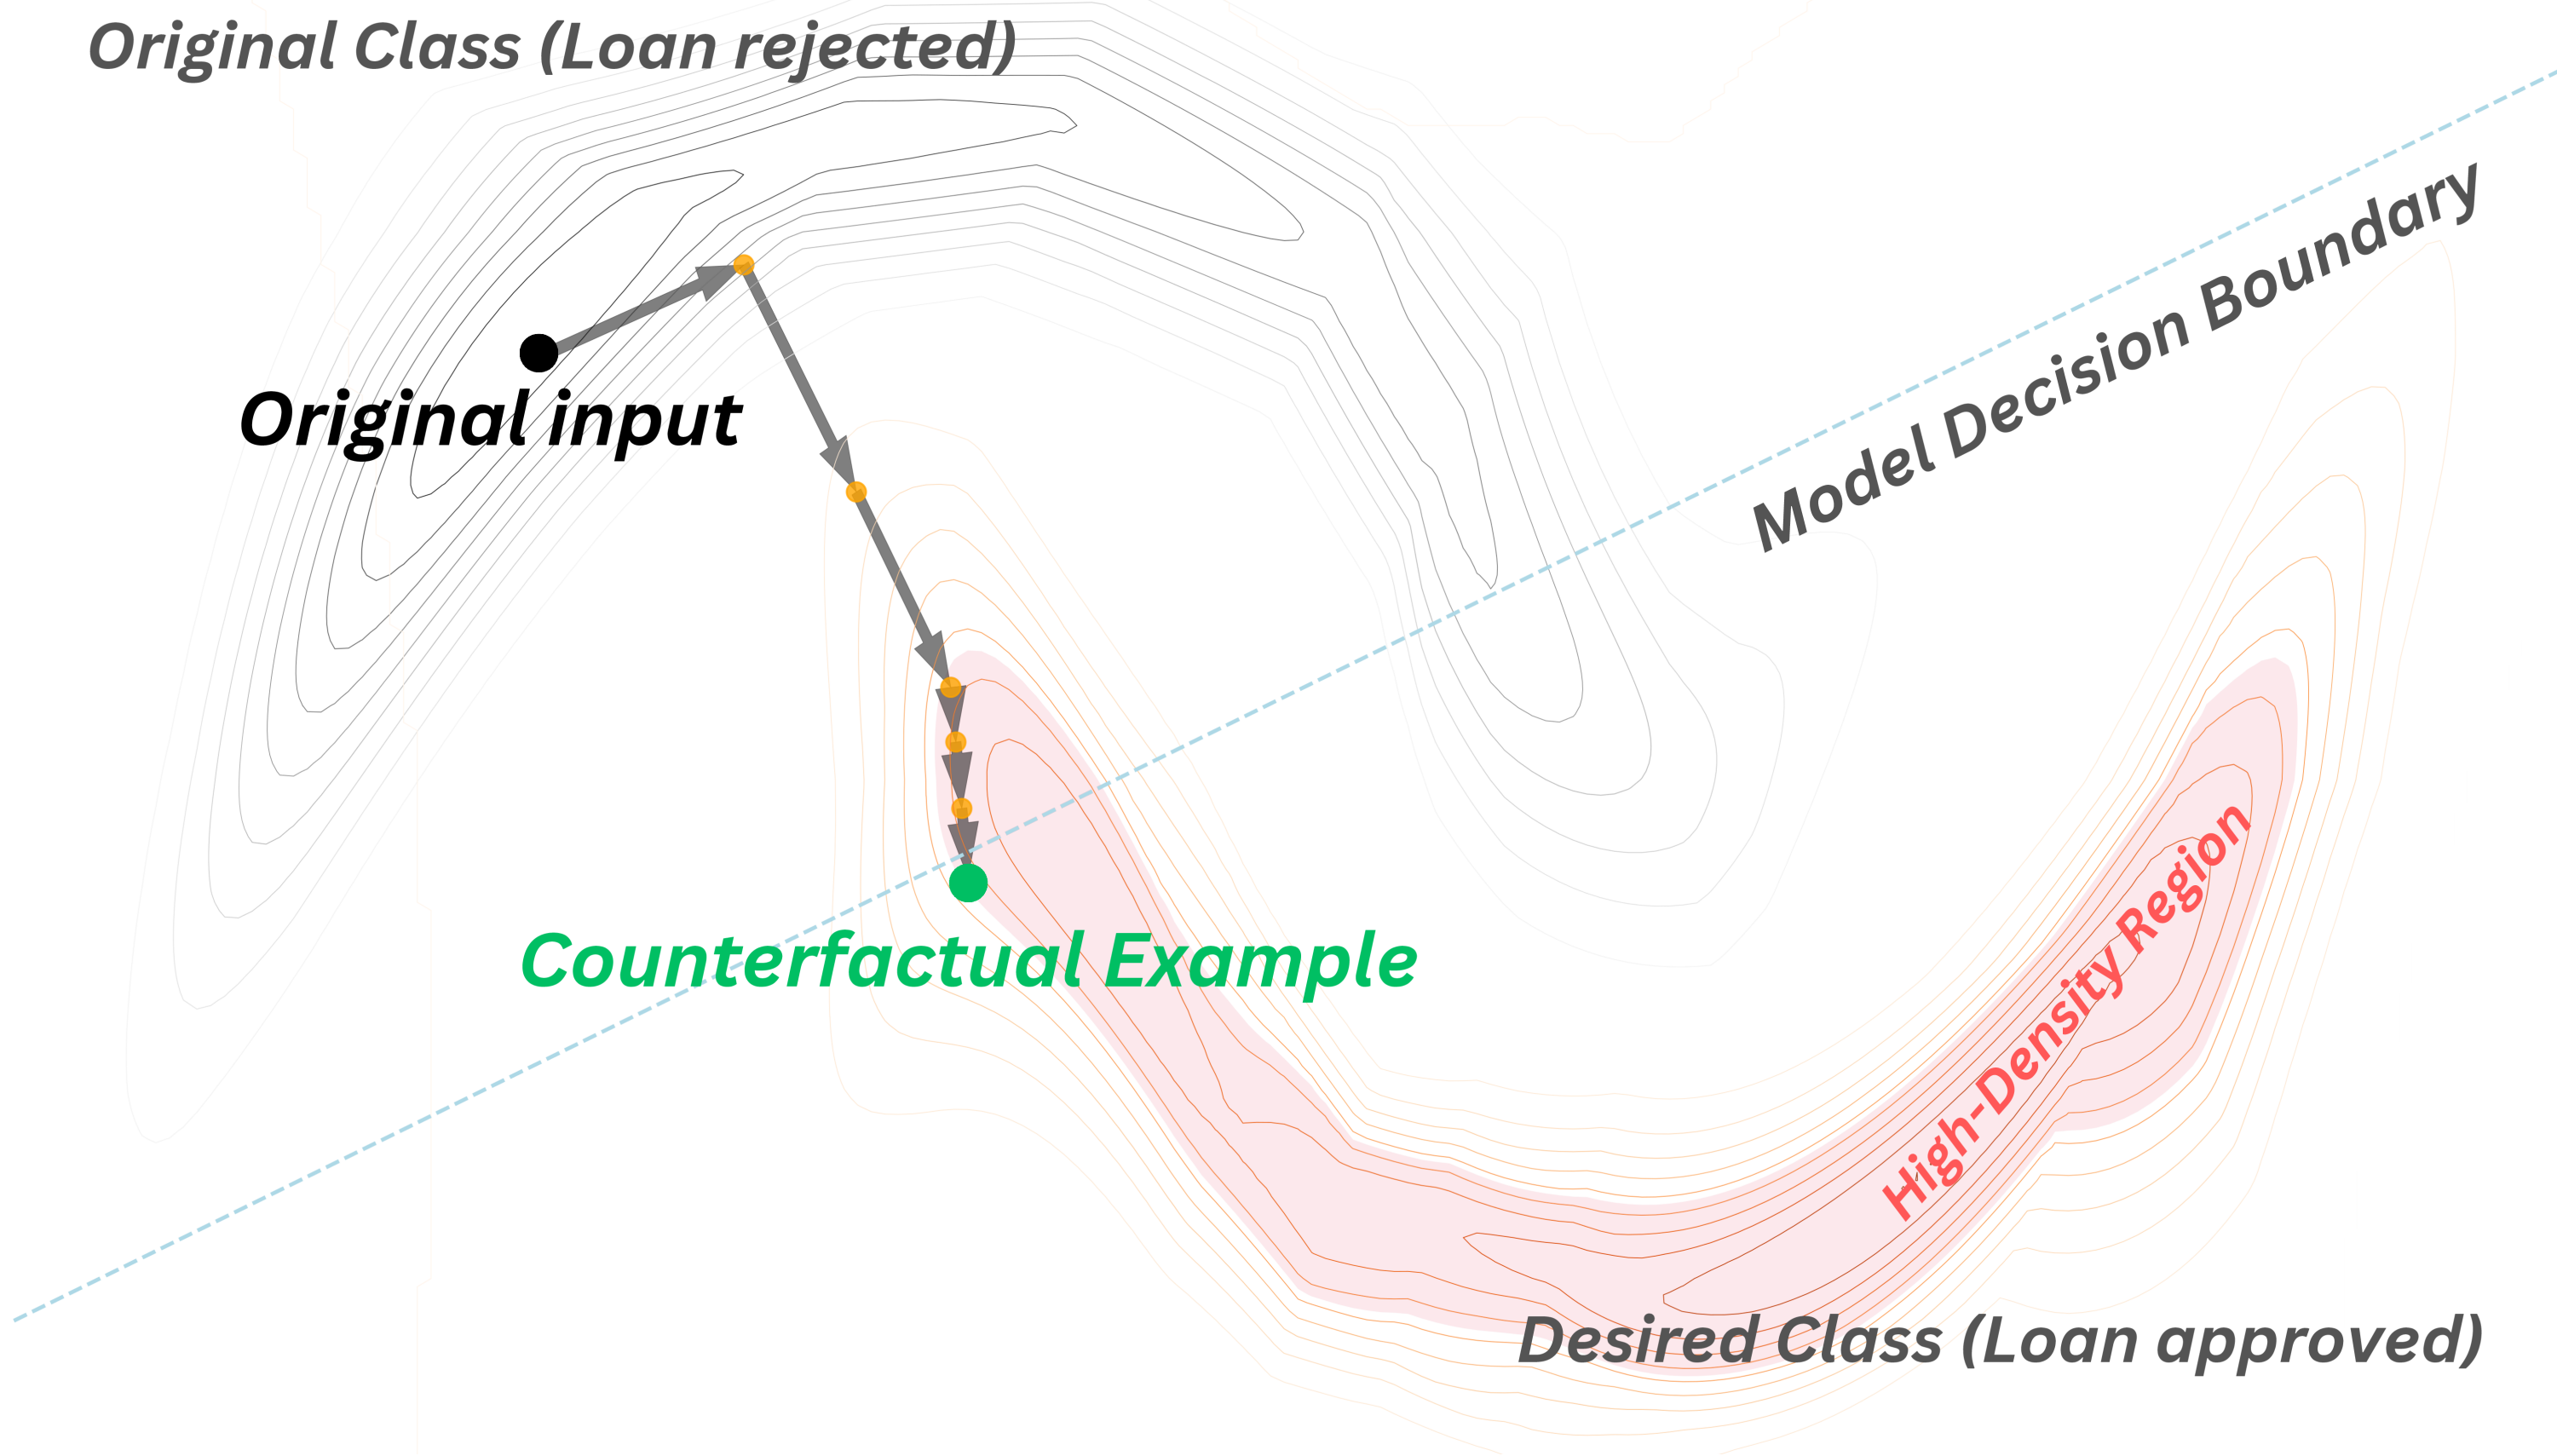 Original Class (Loan rejected)
Model Decision Boundary
Original input
Counterfactual Example
High-Density Region
Desired Class (Loan approved)